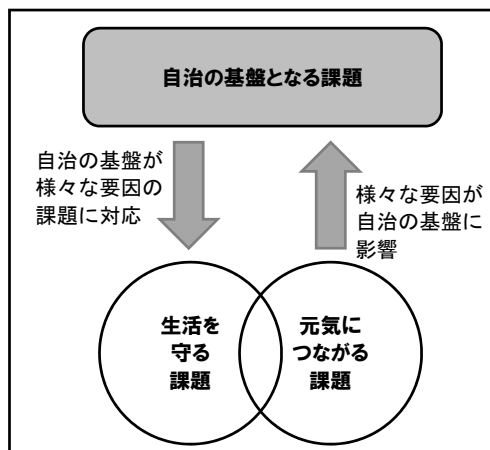 自治の基盤となる課題
自治の基盤が
様々な要因の
課題に対応
様々な要因が
自治の基盤に
影響
生活を
守る
課題
元気に
つながる
課題